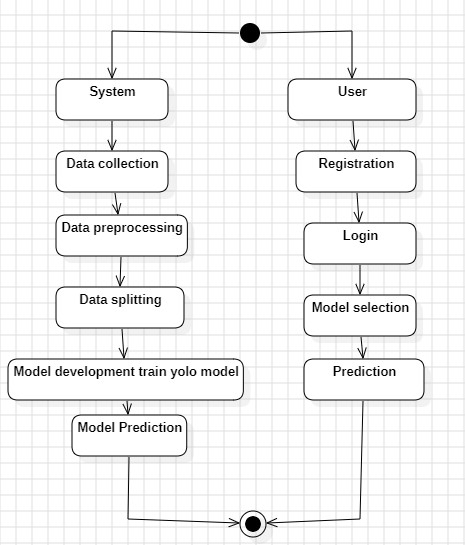 System
User
Data collection
Registration
Data preprocessing
Login
Data splitting
Model selection
Model development train yolo model
Prediction
Model Prediction